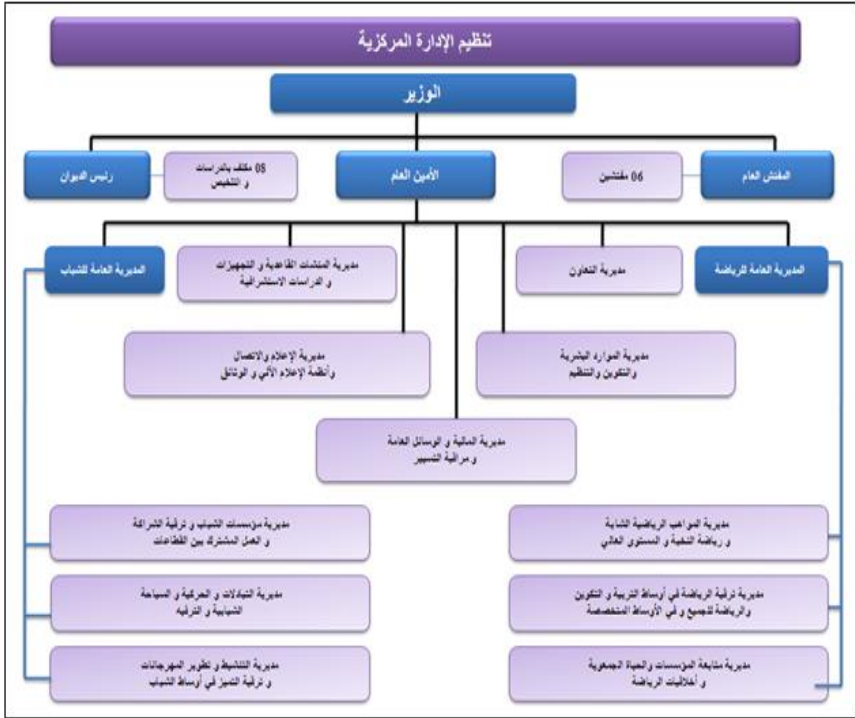 تنظيم الإدارة المركزية
الوزير
المفتش العام
06 مفتشين
الأمين العام
08 مكلف بالدراسات
و التلخيص
رئيس الديوان
المديرية العامة للرياضة
مديرية التعاون
مديرية المنشات القاعدية و التجهيزات
و الدراسات الاستشرافية
المديرية العامة للشباب
مديرية الموارد البشرية
والتكوين والتنظيم
مديرية الإعلام والاتصال
وأنظمة الإعلام الآلي و الوثائق
مديرية المالية و الوسائل العامة
و مراقبة التسيير
مديرية المواهب الرياضية الشابة
و رياضة النخبة و المستوى العالي
مديرية مؤسسات الشباب و ترقية الشراكة
و العمل المشترك بين القطاعات
مديرية ترقية الرياضة في أوساط التربية و التكوين
والرياضة للجميع و في الأوساط المتخصصة
مديرية التبادلات و الحركية و السياحة
الشبابية و الترفيه
مديرية متابعة المؤسسات والحياة الجمعوية
و أخلاقيات الرياضة
مديرية التنشيط و تطوير المهرجانات
و ترقية التميز في أوساط الشباب